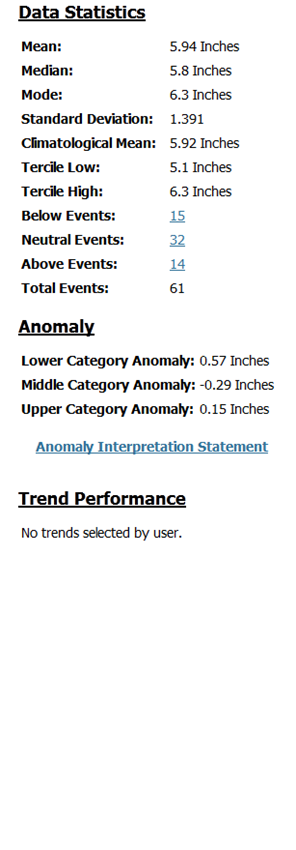 Data Statistics
Mean: 5.94 Inches
Median: 5.8 Inches
Mode: 6.3 Inches
Standard Deviation: 1.391
Climatological Mean: 5.92 Inches
Tercile Low: 5.1 Inches
Tercile High: 6.3 Inches
Below Events: 15
Neutral Events: 32
Above Events: 14
Total Events: 61
Anomaly
Lower Category Anomaly: 0.57 Inches
Middle Category Anomaly: -0.29 Inches
Upper Category Anomaly: 0.15 Inches
Anomaly Interpretation Statement
Trend Performance
No trends selected by user.